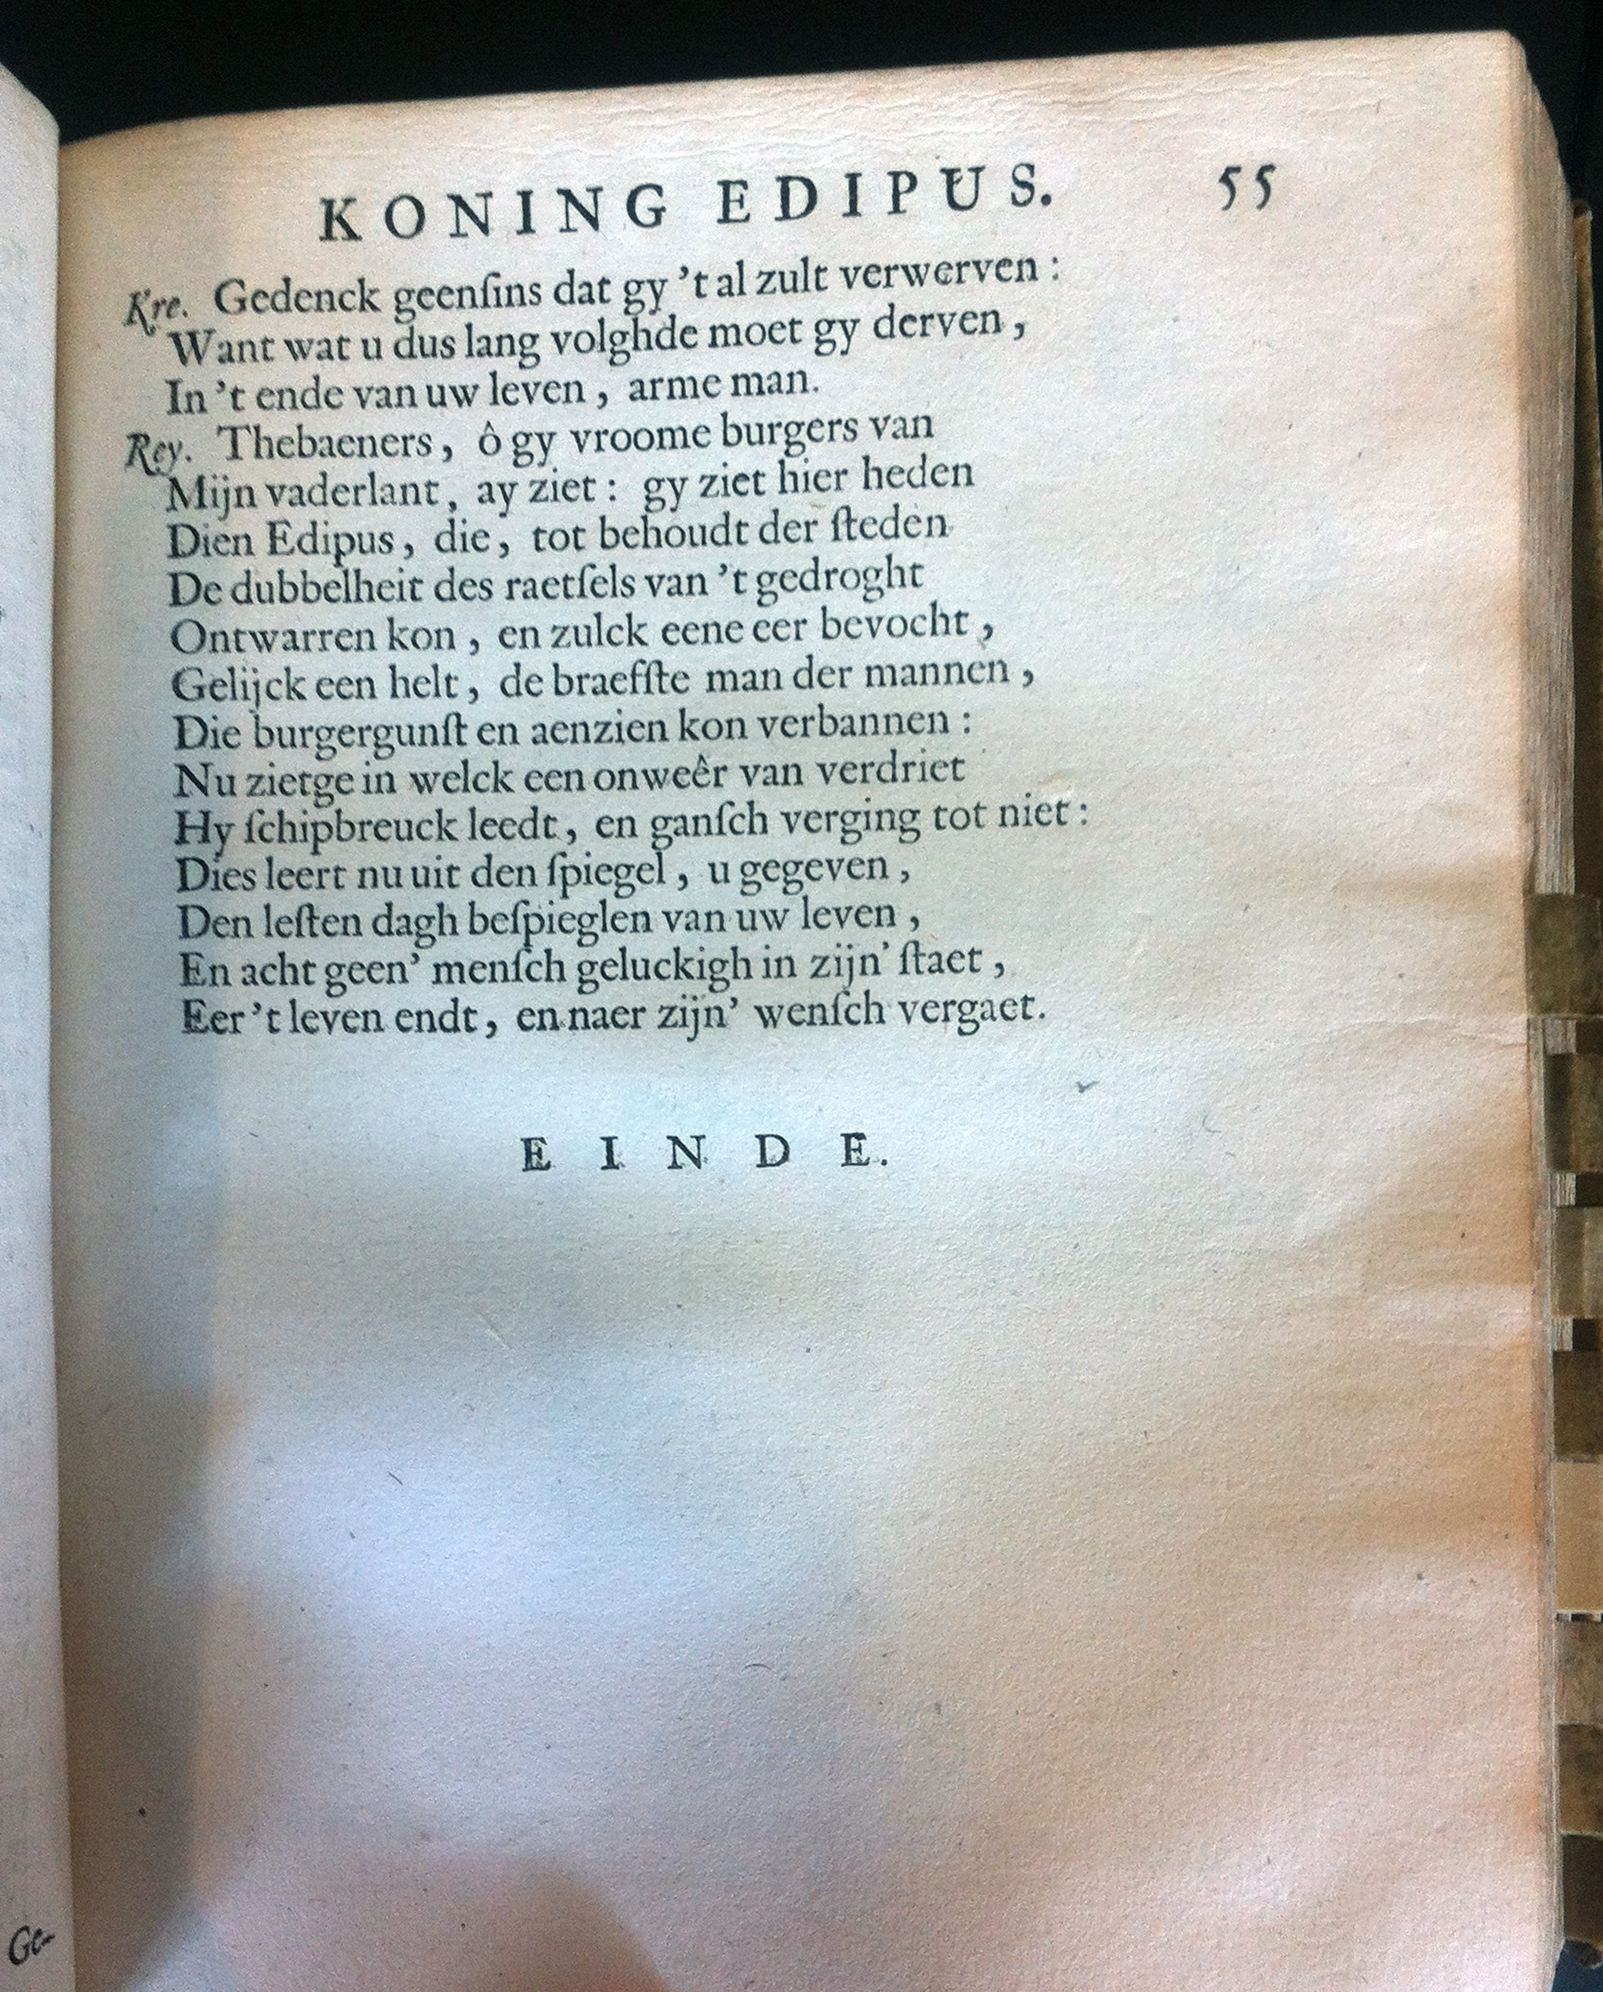 KONING EDIPUS. 55
Kre. Gedenck geenſins dat gy 't al zult verwerven :
Want wat u dus lang volghde moet gy derven ,
In 't ende van uw leven , arme man.
Rey. Thebaeners , ô gy vroome burgers van
Mijn vaderlant , ay ziet : gy ziet hier heden
Dien Edipus , die , tot behoudt der ſteden
De dubbelheit des raetſels van 't gedroght
Ontwarren kon , en zulck eene eer bevocht ,
Gelijck een helt , de braefſte man der mannen ,
Die burgergunſt en aenzien kon verbannen :
Nu zietge in welck een onweêr van verdriet
Hy ſchipbreuck leedt , en ganſch verging tot niet :
Dies leert nu uit den ſpiegel , u gegeven ,
Den leſten dagh beſpieglen van uw leven ,
En acht geen' menſch geluckigh in zijn' ſtaet ,
Eer 't leven endt , en naer zijn' wenſch vergaet.
EINDE.
Ge-